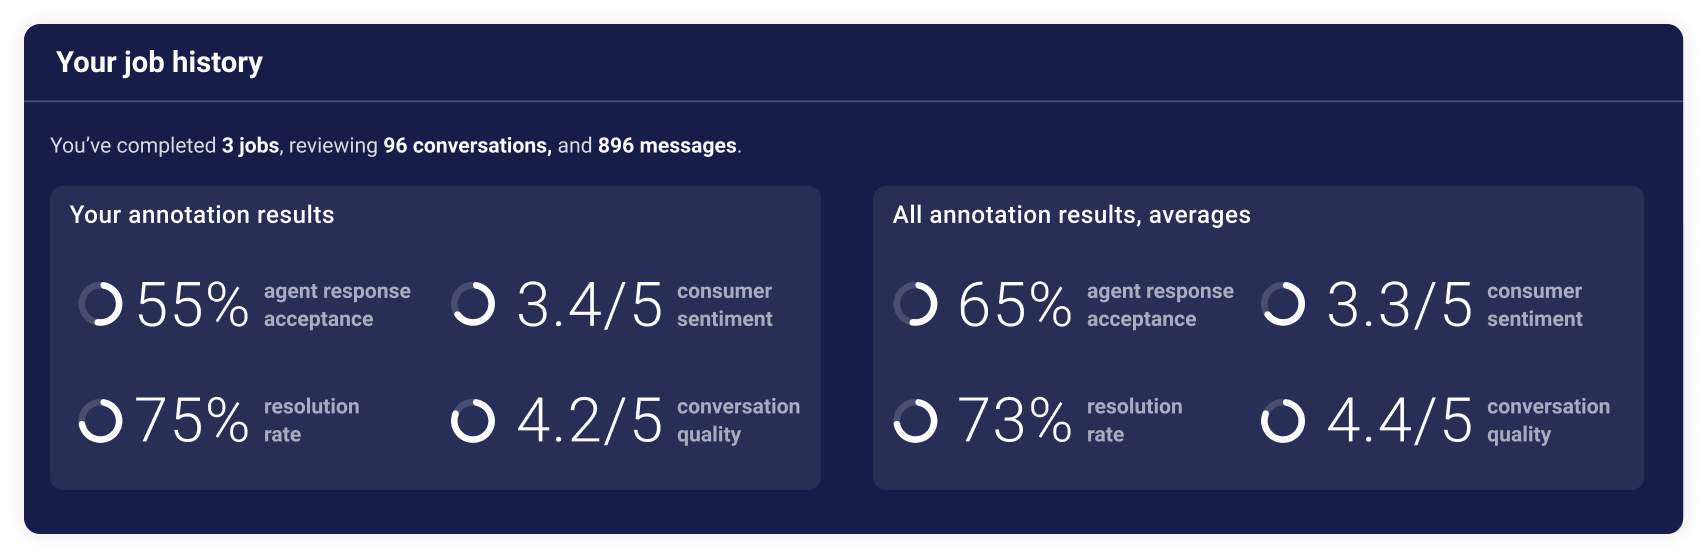 Your job history
You’ve completed 3 jobs, reviewing 96 conversations, and 896 messages.
Your annotation results
55% agent response
acceptance
3.4/5 consumer
sentiment
75% resolution
rate
4.2/5 conversation
quality
All annotation results, averages
65% agent response
acceptance
3.3/5 consumer
sentiment
73% resolution
rate
4.4/5 conversation
quality